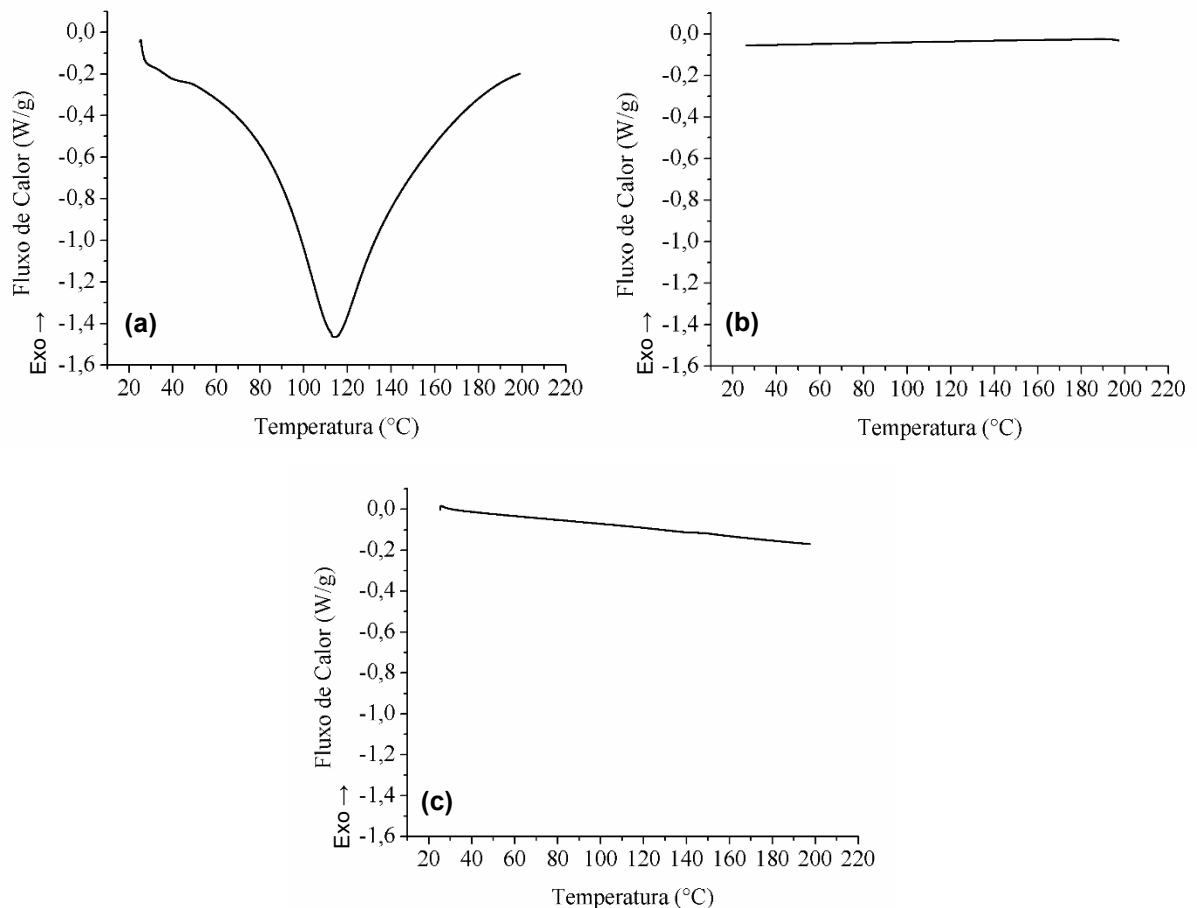 0,0
-0,2
-0,4
-0,6
-0,8
-1,0
-1,2
-1,4
-1,6
Fluxo de Calor (W/g)
Exo →
(a)
20 40 60 80 100 120 140 160 180 200 220
Temperatura (°C)
0,0
-0,2
-0,4
-0,6
-0,8
-1,0
-1,2
-1,4
-1,6
Fluxo de Calor (W/g)
Exo →
(b)
20 40 60 80 100 120 140 160 180 200 220
Temperatura (°C)
0,0
-0,2
-0,4
-0,6
-0,8
-1,0
-1,2
-1,4
-1,6
Fluxo de Calor (W/g)
Exo →
(c)
20 40 60 80 100 120 140 160 180 200 220
Temperatura (°C)